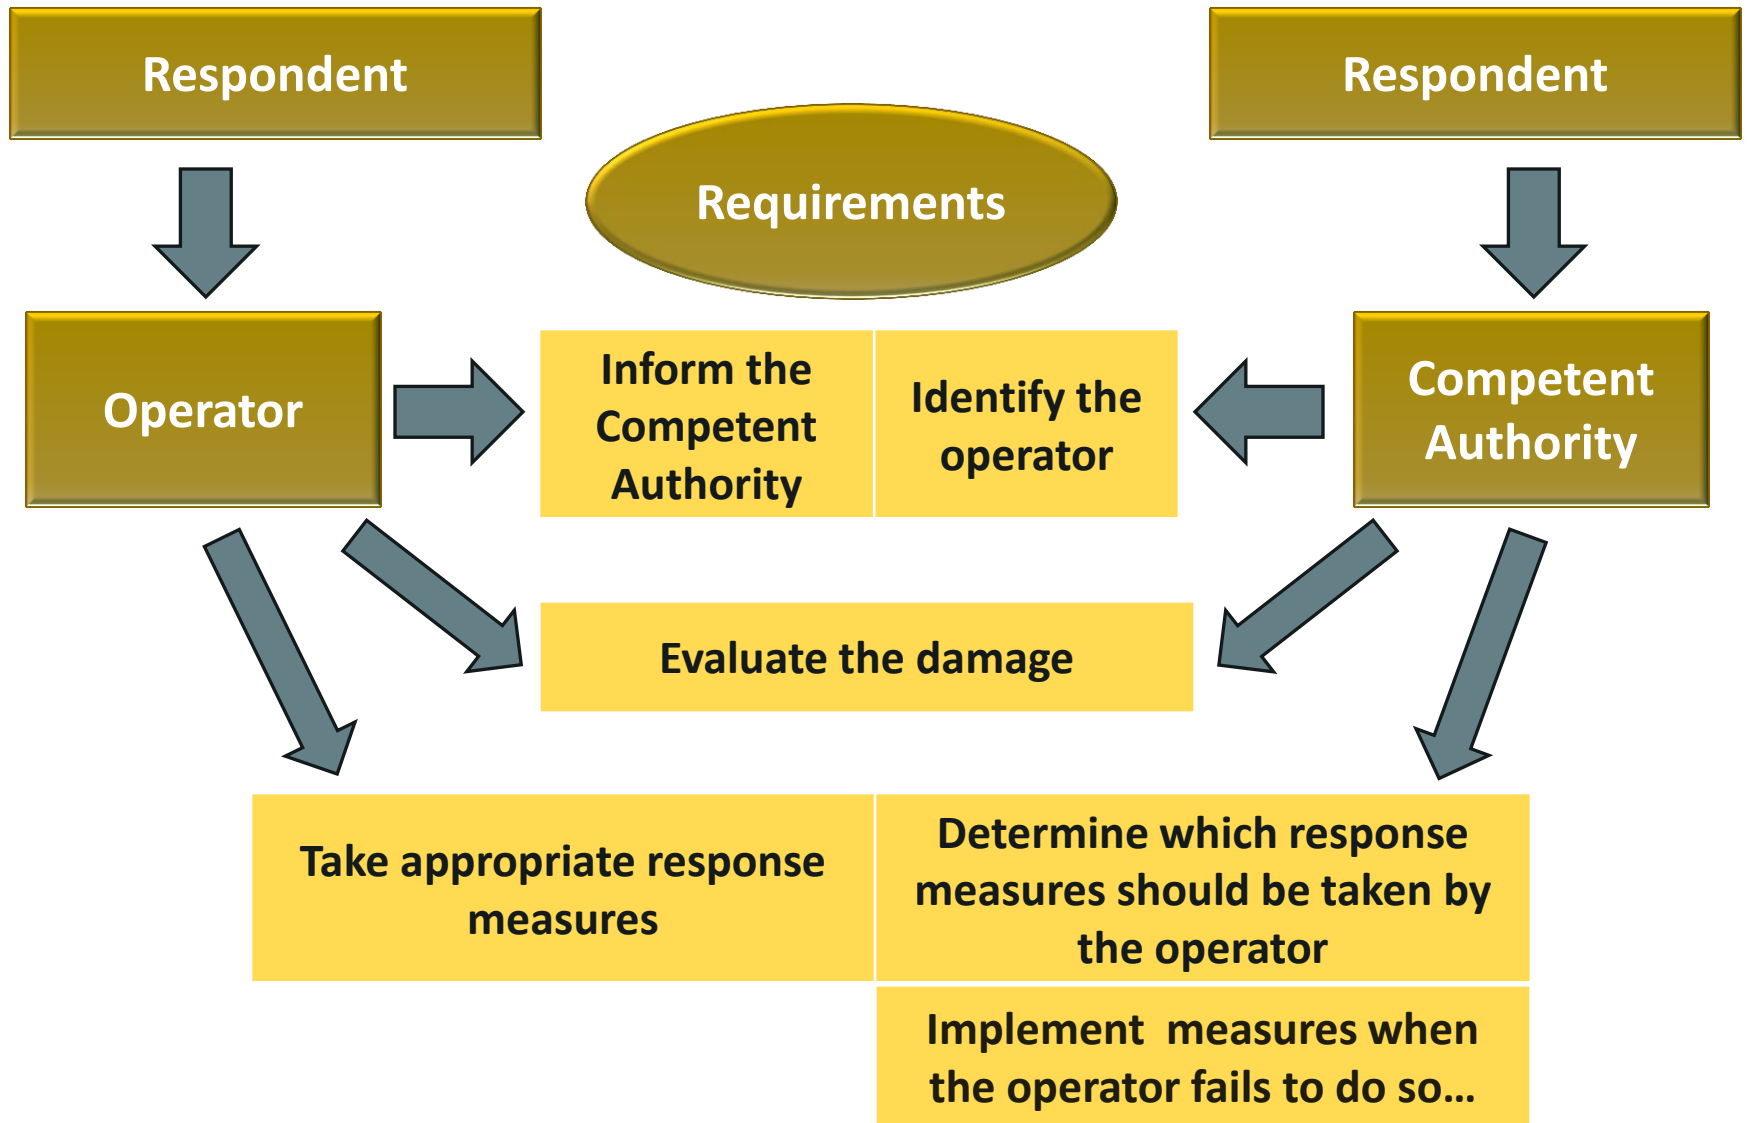 Respondent
Respondent
Requirements
Operator
Inform the
Competent
Authority
Identify the
operator
Competent
Authority
Evaluate the damage
Take appropriate response
measures
Determine which response
measures should be taken by
the operator
Implement  measures when
the operator fails to do so...